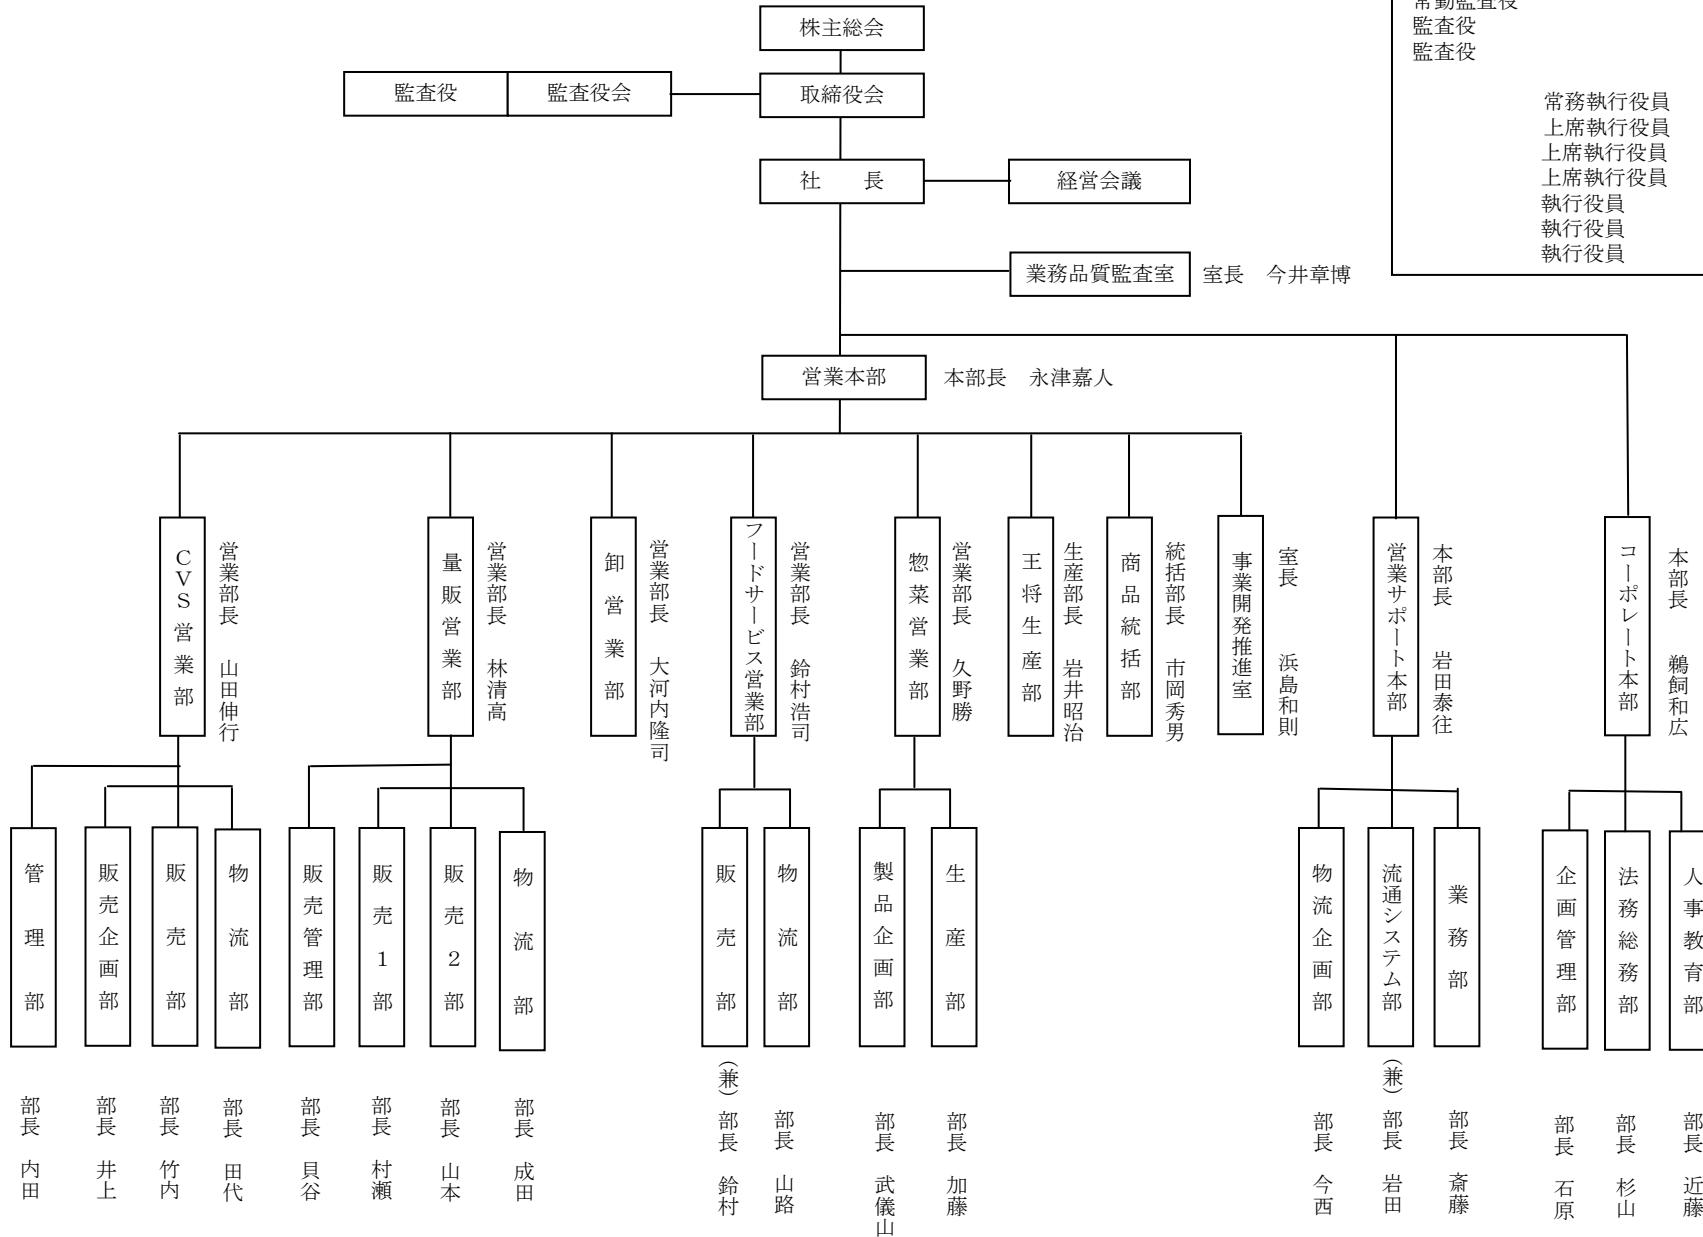 株主総会
監査役
監査役会
取締役会
社　長
経営会議
常勤監査役
監査役
監査役
常務執行役員
上席執行役員
上席執行役員
上席執行役員
執行役員
執行役員
執行役員
業務品質監査室
室長　今井章博
営業本部
本部長　永津嘉人
CVS営業部
営業部長　山田伸行
量販営業部
営業部長　林清高
卸営業部
営業部長　大河内隆司
フードサービス営業部
営業部長　鈴村浩司
惣菜営業部
営業部長　久野勝
王将生産部
生産部長　岩井昭治
商品統括部
統括部長　市岡秀男
事業開発推進室
室長　浜島和則
営業サポート本部
本部長　岩田泰往
コーポレート本部
本部長　鵜飼和広
管理部
部長　内田
販売企画部
部長　井上
販売部
部長　竹内
物流部
部長　田代
販売管理部
部長　貝谷
販売1部
部長　村瀬
販売2部
部長　山本
物流部
部長　成田
販売部
(兼)部長　鈴村
物流部
部長　山路
製品企画部
部長　武儀山
生産部
部長　加藤
物流企画部
部長　今西
流通システム部
(兼)部長　岩田
業務部
部長　斎藤
企画管理部
部長　石原
法務総務部
部長　杉山
人事教育部
部長　近藤